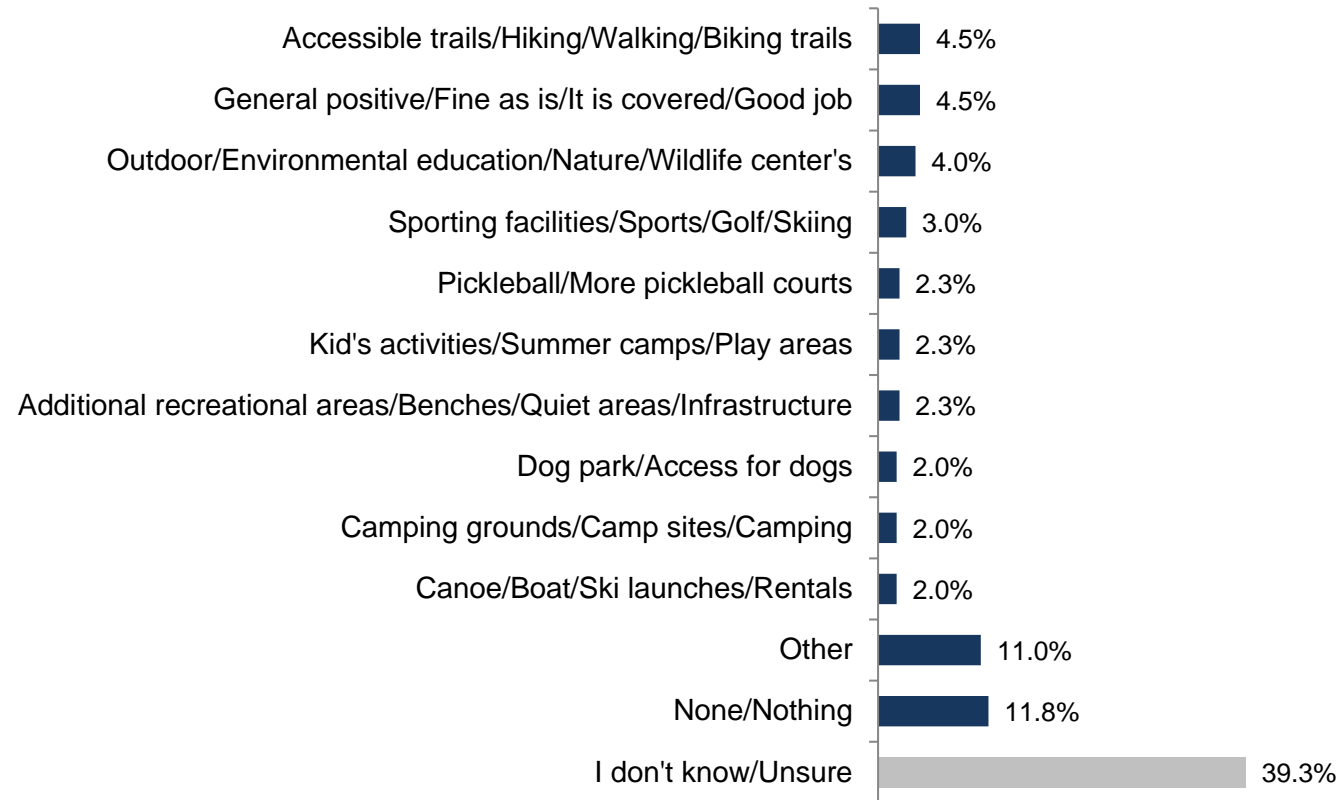 Accessible trails/Hiking/Walking/Biking trails 4.5%
General positive/Fine as is/It is covered/Good job 4.5%
Outdoor/Environmental education/Nature/Wildlife center's 4.0%
Sporting facilities/Sports/Golf/Skiing 3.0%
Pickleball/More pickleball courts 2.3%
Kid's activities/Summer camps/Play areas 2.3%
Additional recreational areas/Benches/Quiet areas/Infrastructure 2.3%
Dog park/Access for dogs 2.0%
Camping grounds/Camp sites/Camping 2.0%
Canoe/Boat/Ski launches/Rentals 2.0%
Other 11.0%
None/Nothing 11.8%
I don't know/Unsure 39.3%